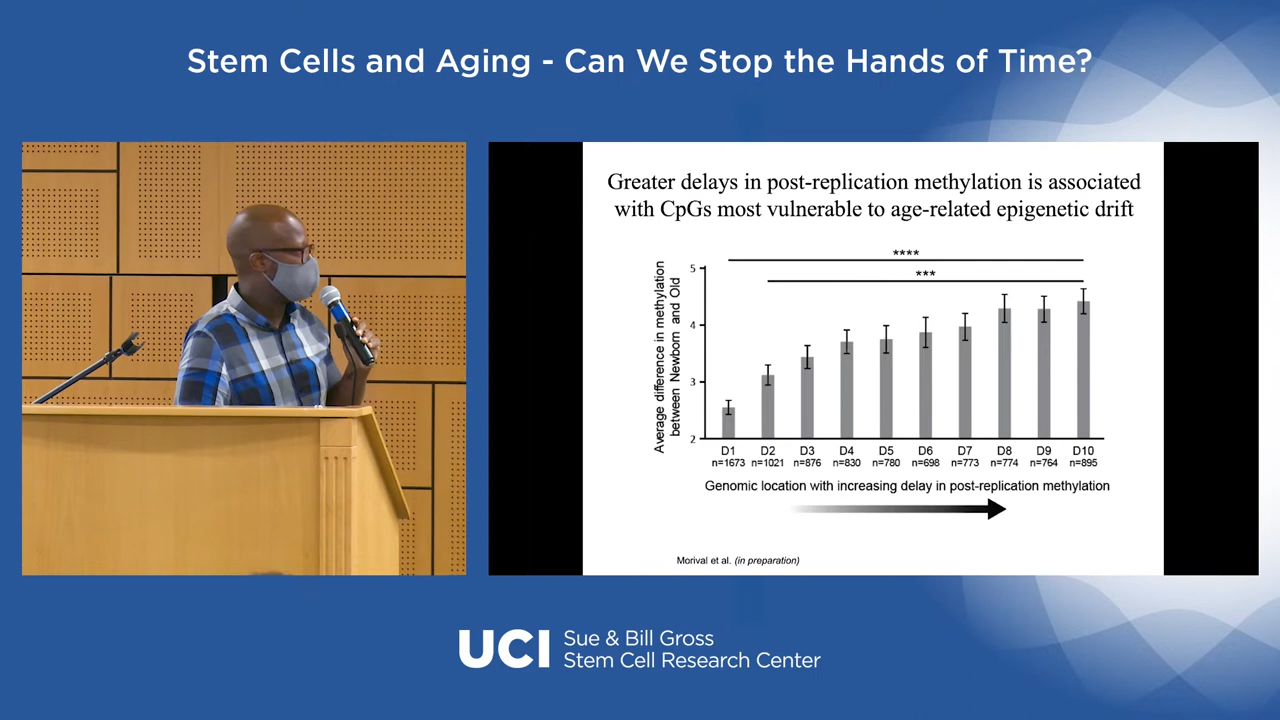 Stem Cells and Aging - Can We Stop the Hands of Time?
Greater delays in post-replication methylation is associated
with CpGs most vulnerable to age-related epigenetic drift
****
***
Average difference in methylation
between Newborn and Old
5
4
3
2
D1 D2 D3 D4 D5 D6 D7 D8 D9 D10
n=1673 n=1021 n=876 n=830 n=780 n=698 n=773 n=774 n=764 n=895
Genomic location with increasing delay in post-replication methylation
Morival et al. (in preparation)
UCI
Sue & Bill Gross
Stem Cell Research Center